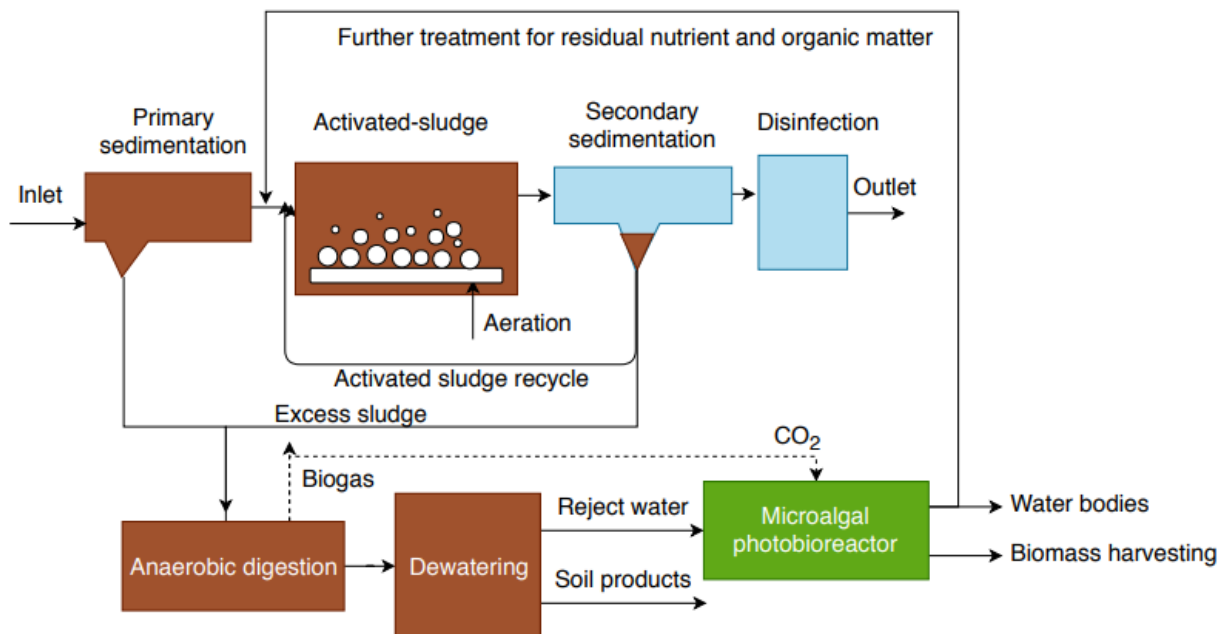 Further treatment for residual nutrient and organic matter
Primary
sedimentation
Activated-sludge
Secondary
sedimentation
Disinfection
Inlet
Outlet
Aeration
Activated sludge recycle
Excess sludge
CO2
Biogas
Reject water
Microalgal
photobioreactor
Water bodies
Anaerobic digestion
Dewatering
Biomass harvesting
Soil products